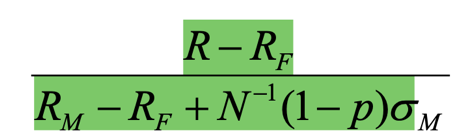 R − R_F
R_M − R_F + N⁻¹(1 − p)σ_M